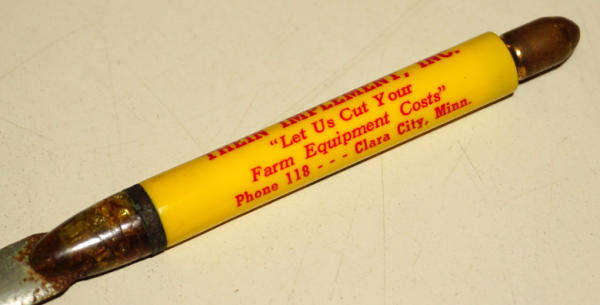 THEIN IMPLEMENT, INC.
"Let Us Cut Your
Farm Equipment Costs"
Phone 118 - - - Clara City, Minn.